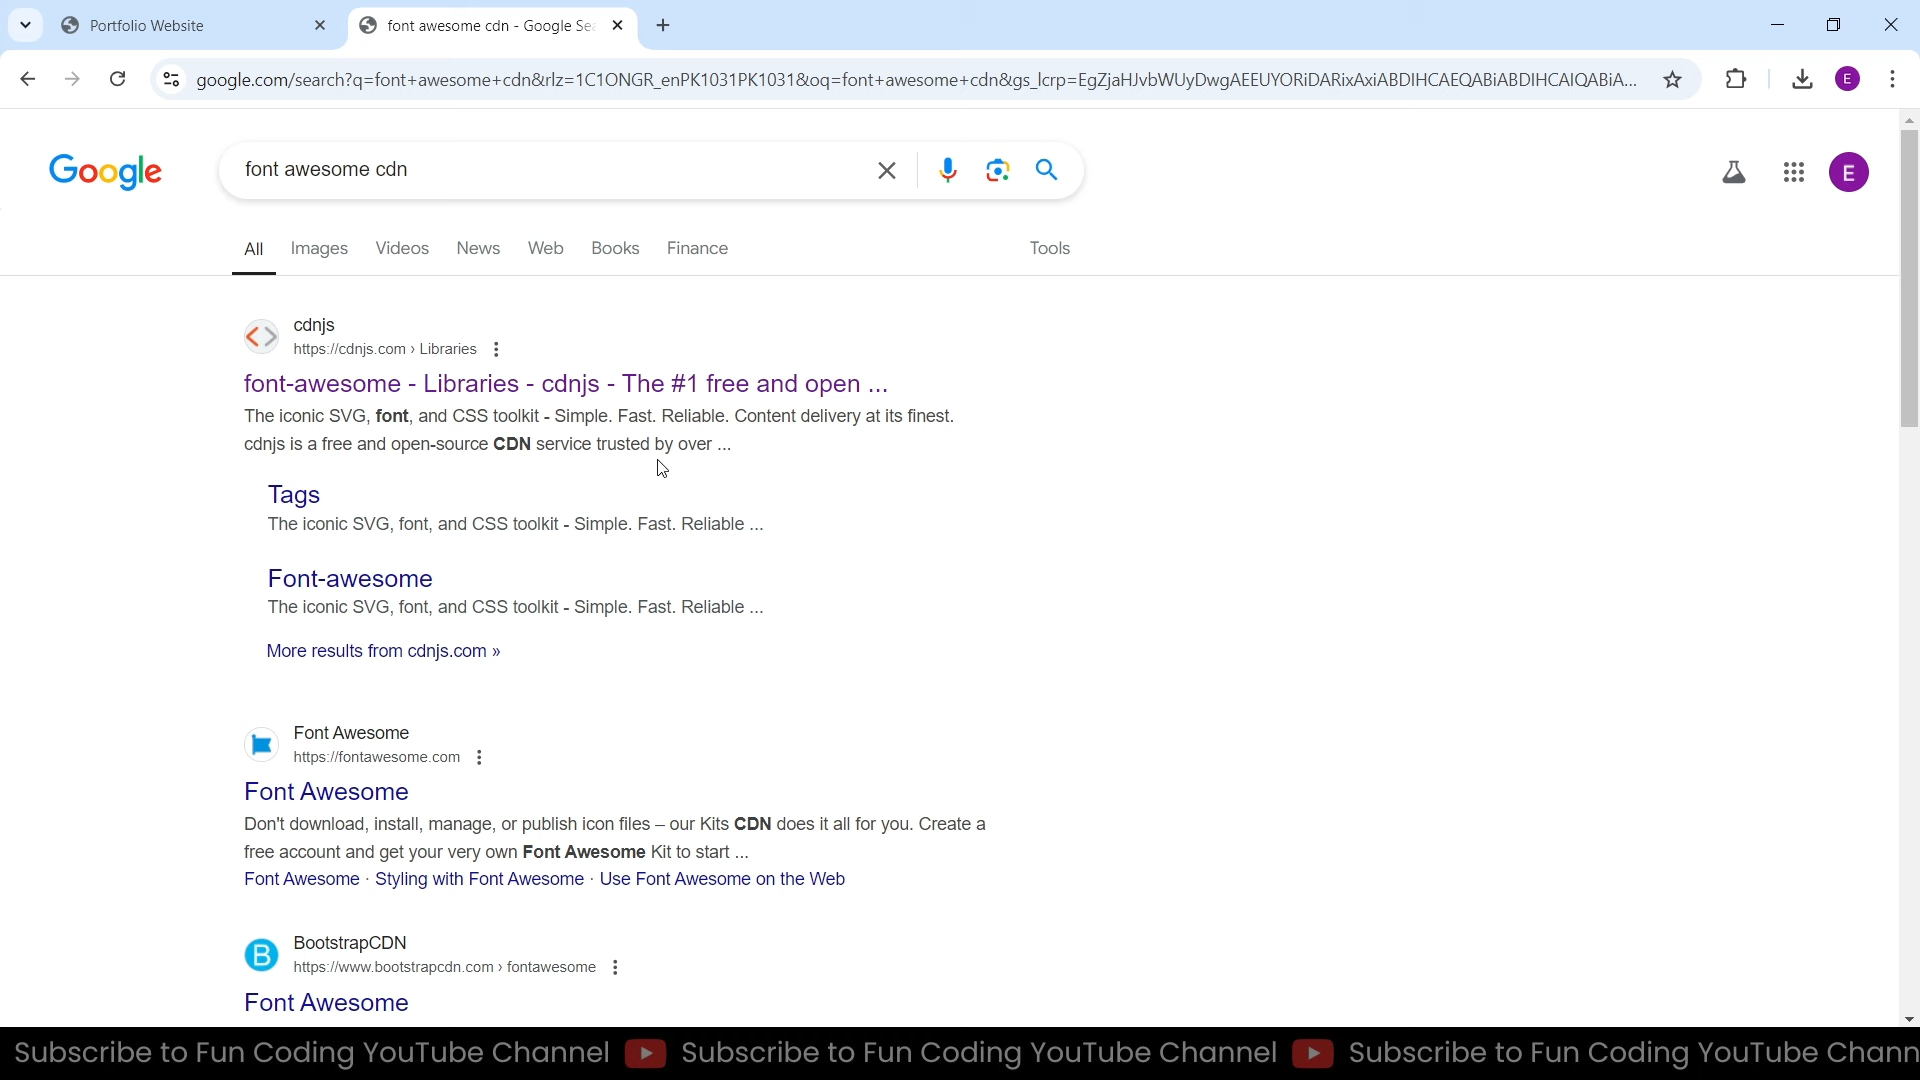 Portfolio Website
font awesome cdn - Google Sea
google.com/search?q=font+awesome+cdn&rlz=1C1ONGR_enPK1031PK1031&oq=font+awesome+cdn&gs_lcrp=EgZjaHJvbWUyDwgAEEUYORiDARixAxiABDIHCAEQABiABDIHCAIQABiA...
E
Google
font awesome cdn
E
All Images Videos News Web Books Finance Tools
cdnjs
https://cdnjs.com › Libraries
font-awesome - Libraries - cdnjs - The #1 free and open ...
The iconic SVG, font, and CSS toolkit - Simple. Fast. Reliable. Content delivery at its finest.
cdnjs is a free and open-source CDN service trusted by over ...
Tags
The iconic SVG, font, and CSS toolkit - Simple. Fast. Reliable ...
Font-awesome
The iconic SVG, font, and CSS toolkit - Simple. Fast. Reliable ...
More results from cdnjs.com »
Font Awesome
https://fontawesome.com
Font Awesome
Don't download, install, manage, or publish icon files – our Kits CDN does it all for you. Create a
free account and get your very own Font Awesome Kit to start ...
Font Awesome · Styling with Font Awesome · Use Font Awesome on the Web
B
BootstrapCDN
https://www.bootstrapcdn.com › fontawesome
Font Awesome
Subscribe to Fun Coding YouTube Channel Subscribe to Fun Coding YouTube Channel Subscribe to Fun Coding YouTube Chann